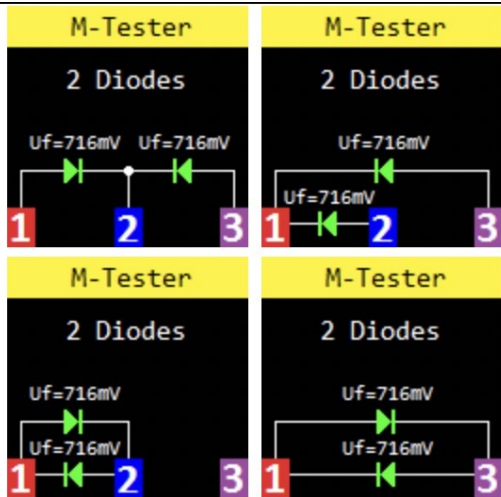 M-Tester
2 Diodes
Uf=716mV Uf=716mV
1 2 3
M-Tester
2 Diodes
Uf=716mV
Uf=716mV
1 2 3
M-Tester
2 Diodes
Uf=716mV
Uf=716mV
1 2 3
M-Tester
2 Diodes
Uf=716mV
Uf=716mV
1 3